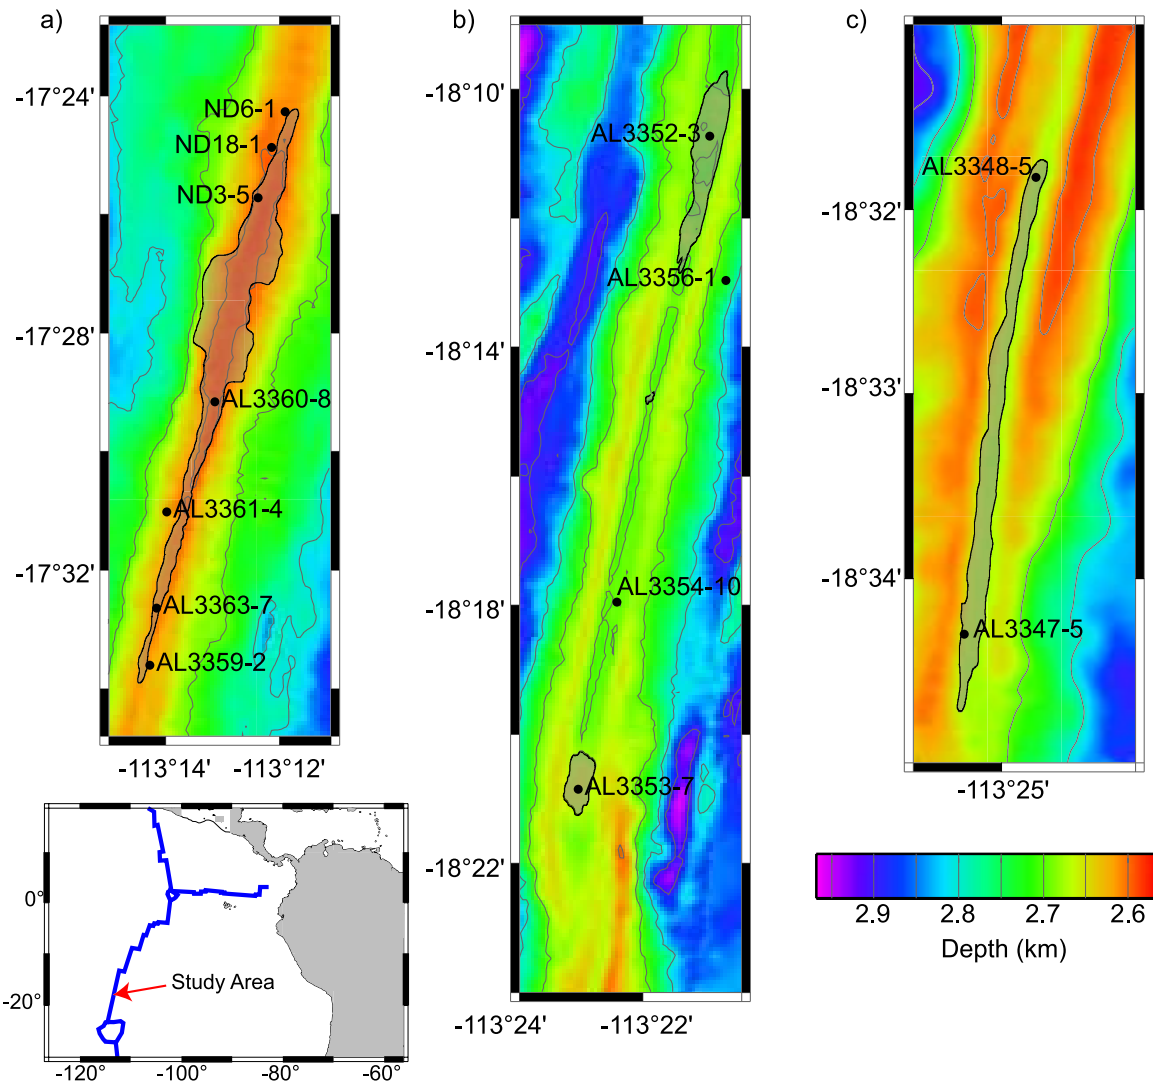 a)
-17°24'
-17°28'
-17°32'
ND6-1
ND18-1
ND3-5
AL3360-8
AL3361-4
AL3363-7
AL3359-2
-113°14'
-113°12'
b)
-18°10'
-18°14'
-18°18'
-18°22'
AL3352-3
AL3356-1
AL3354-10
AL3353-7
-113°24'
-113°22'
c)
-18°32'
-18°33'
-18°34'
AL3348-5
AL3347-5
-113°25'
0°
-20°
Study Area
-120°
-100°
-80°
-60°
2.9
2.8
2.7
2.6
Depth (km)